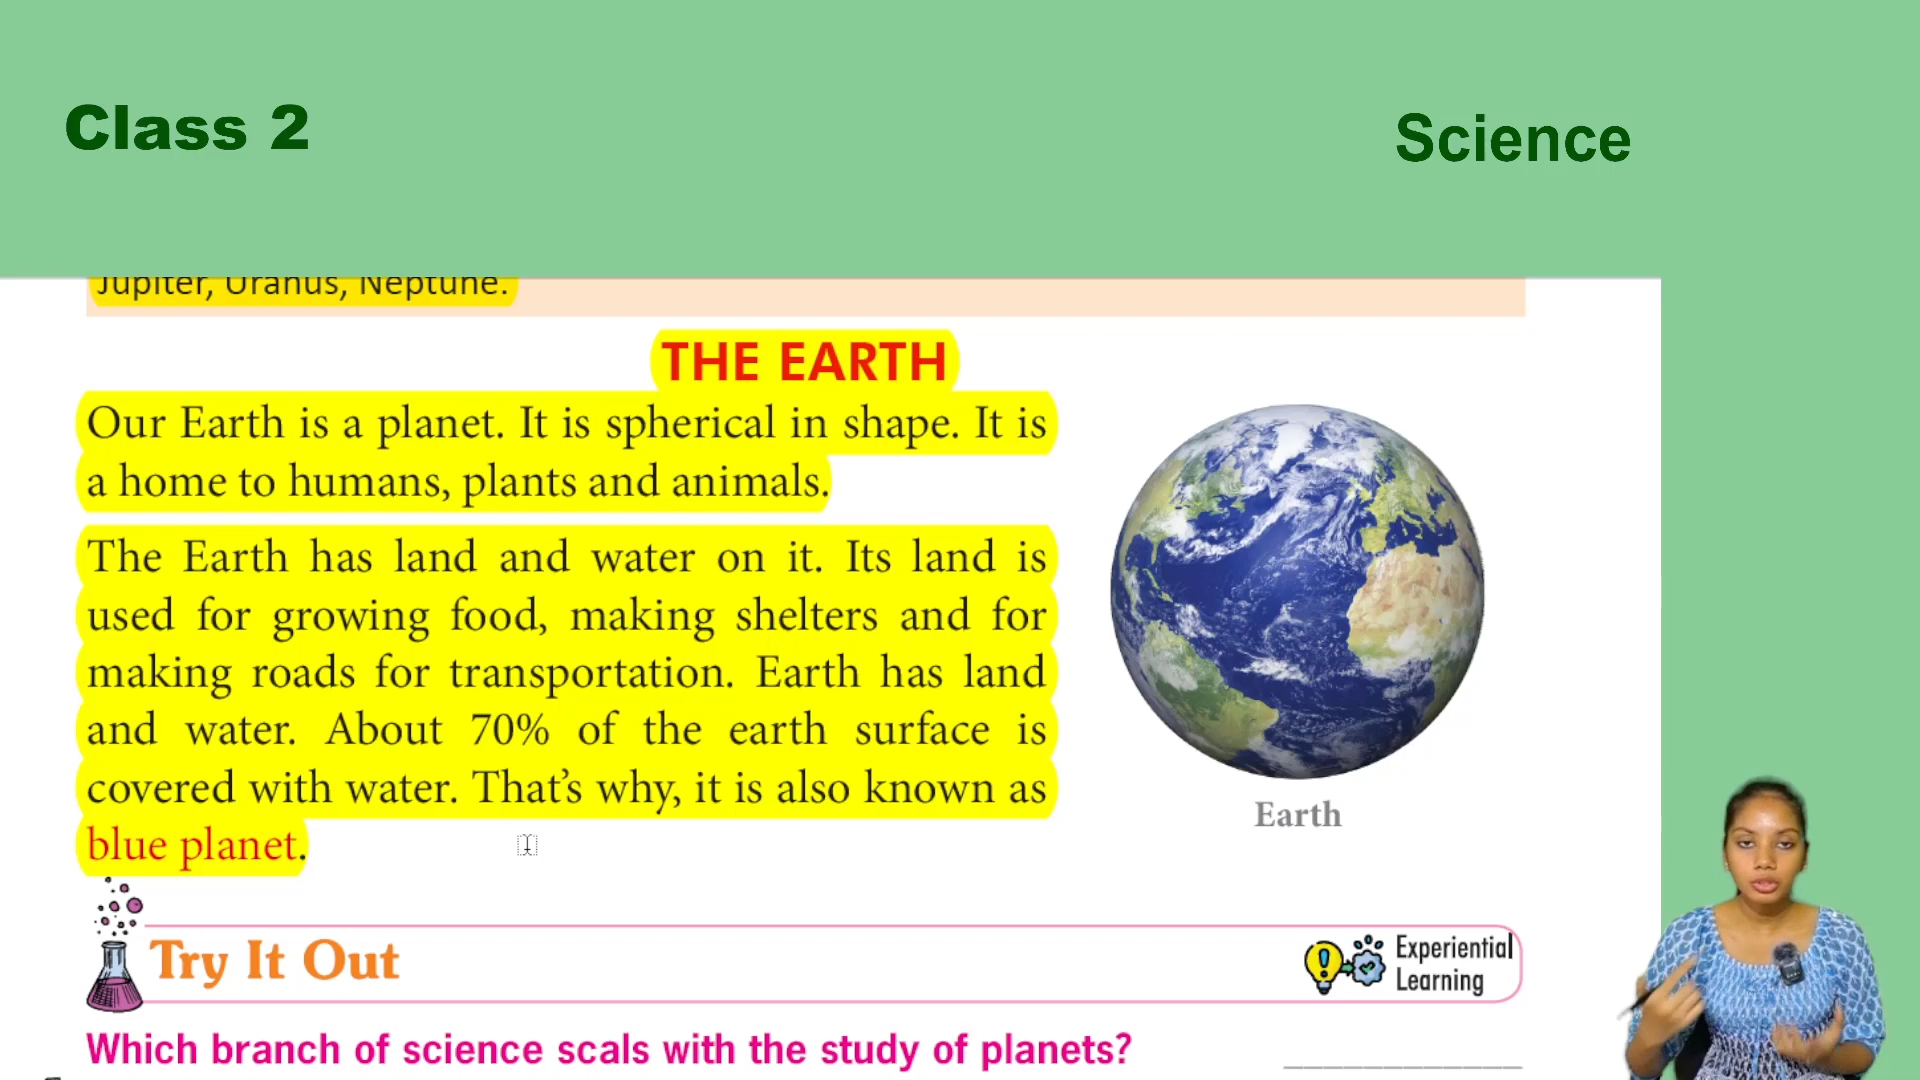 Class 2
Science
Jupiter, Uranus, Neptune.
THE EARTH
Our Earth is a planet. It is spherical in shape. It is
a home to humans, plants and animals.
The Earth has land and water on it. Its land is
used for growing food, making shelters and for
making roads for transportation. Earth has land
and water. About 70% of the earth surface is
covered with water. That's why, it is also known as
blue planet.
Earth
Try It Out
Experiential
Learning
Which branch of science scals with the study of planets? ____________